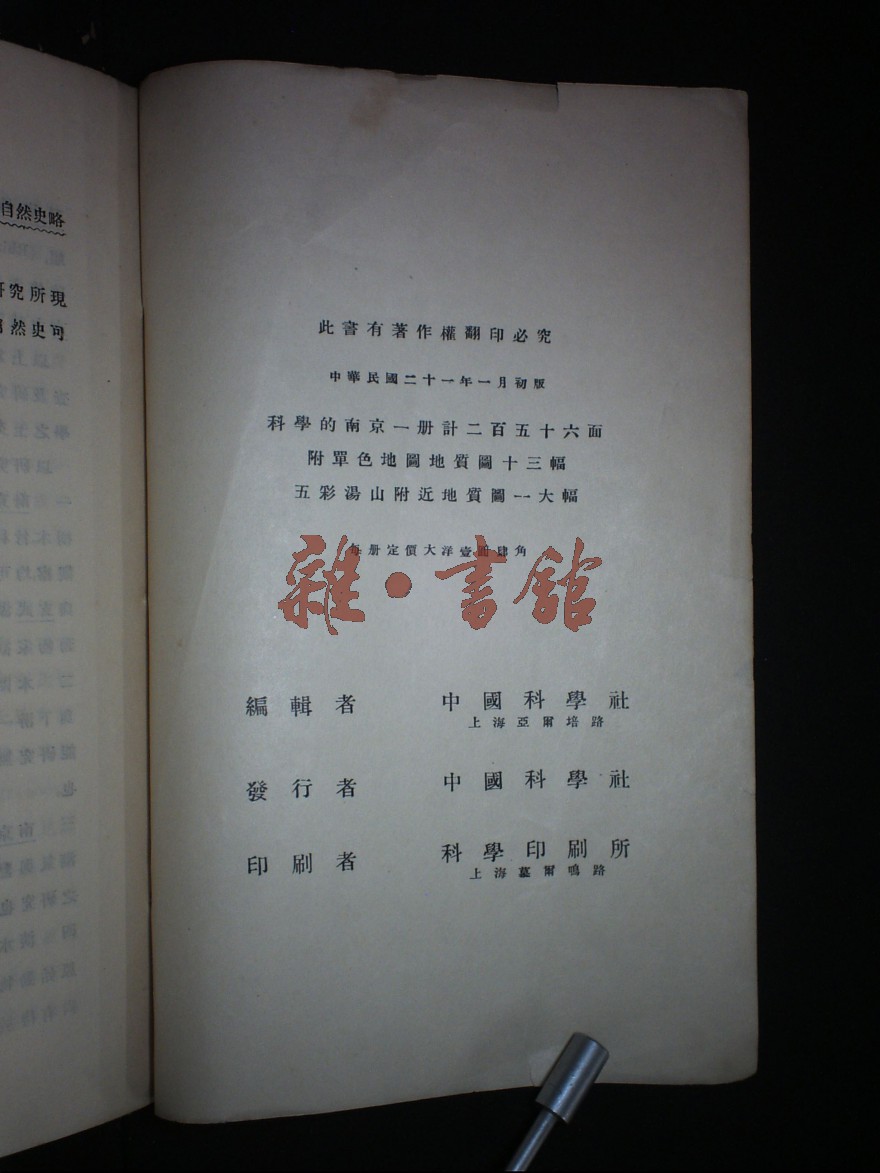 自然史略
究所現
然史可
此書有著作權翻印必究
中華民國二十一年一月初版
科學的南京一册計二百五十六面
附單色地圖地質圖十三幅
五彩湯山附近地質圖一大幅
每册定價大洋壹圓肆角
雜·書館
編輯者 中國科學社
上海亞爾培路
發行者 中國科學社
印刷者 科學印刷所
上海慕爾鳴路